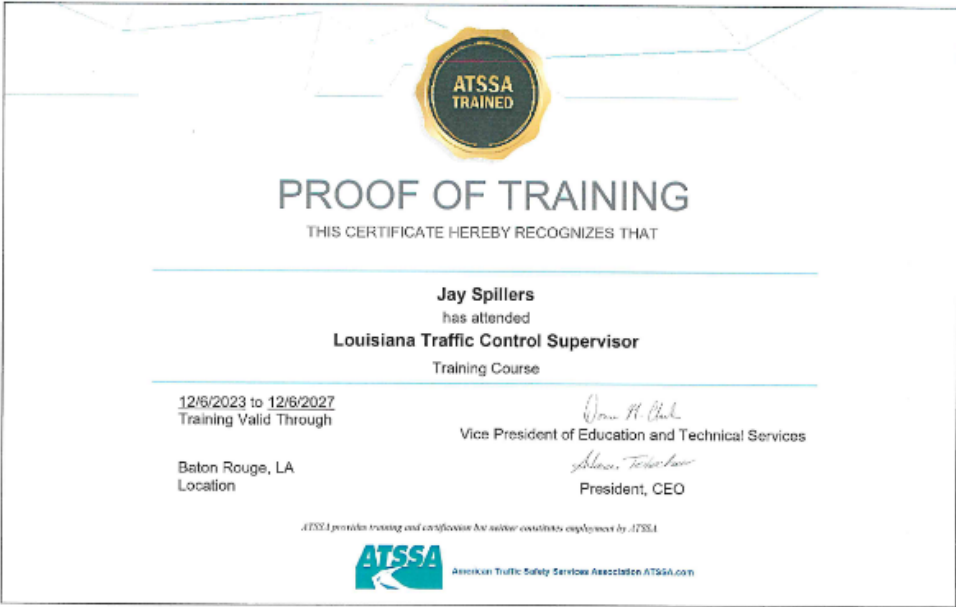 ATSSA
TRAINED
PROOF OF TRAINING
THIS CERTIFICATE HEREBY RECOGNIZES THAT
Jay Spillers
has attended
Louisiana Traffic Control Supervisor
Training Course
12/6/2023 to 12/6/2027
Training Valid Through
Vice President of Education and Technical Services
Baton Rouge, LA
Location
President, CEO
ATSSA provides training and certification but neither constitutes employment by ATSSA
ATSSA
American Traffic Safety Services Association ATSSA.com